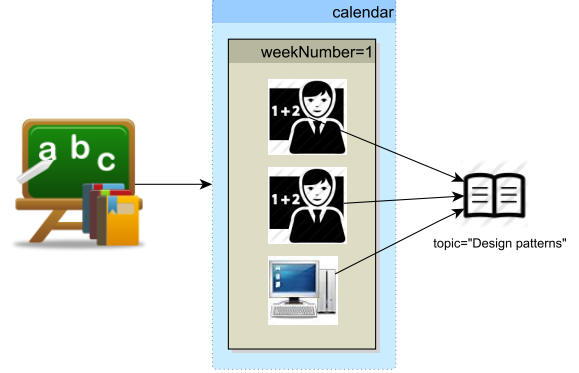 calendar
weekNumber=1
a b c
1+2
1+2
topic="Design patterns"